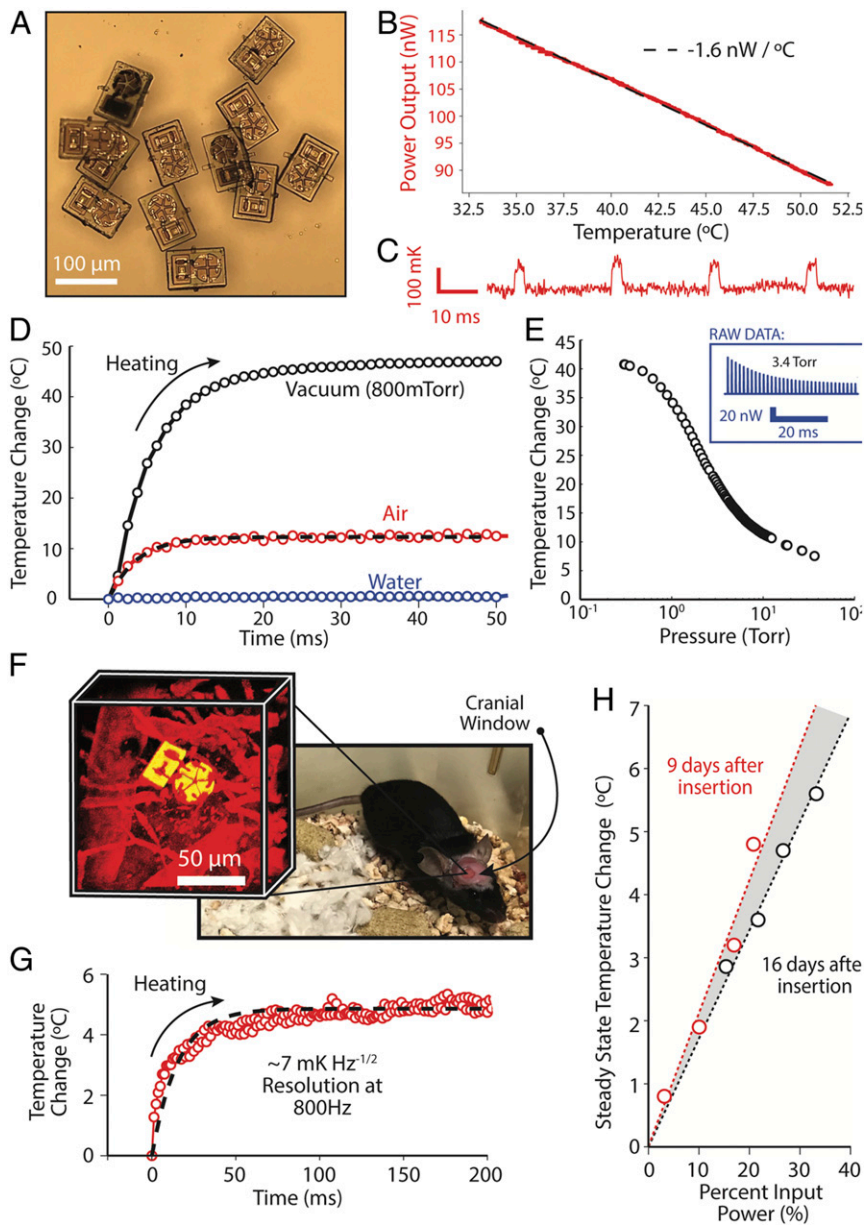 A
100 µm
B
Power Output (nW)
115
110
105
100
95
90
-1.6 nW / ºC
32.5 35.0 37.5 40.0 42.5 45.0 47.5 50.0 52.5
Temperature (ºC)
C
100 mK
10 ms
D
Temperature Change (ºC)
50
40
30
20
10
0
Heating
Vacuum (800mTorr)
Air
Water
0 10 20 30 40 50
Time (ms)
E
Temperature Change (ºC)
45
40
35
30
25
20
15
10
5
0
RAW DATA:
3.4 Torr
20 nW
20 ms
10-1 100 101 102
Pressure (Torr)
F
50 µm
Cranial
Window
G
Temperature
Change (ºC)
6
4
2
0
Heating
~7 mK Hz-1/2
Resolution at
800Hz
0 50 100 150 200
Time (ms)
H
Steady State Temperature Change (ºC)
7
6
5
4
3
2
1
9 days after
insertion
16 days afte
insertion
0 10 20 30 40
Percent Input
Power (%)